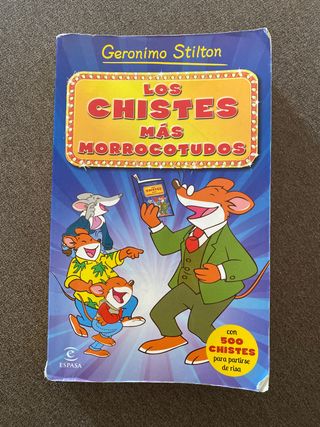 Geronimo Stilton
LOS
CHISTES
MÁS
MORROCOTUDOS
con
500
CHISTES
para partirse
de risa
e
ESPASA